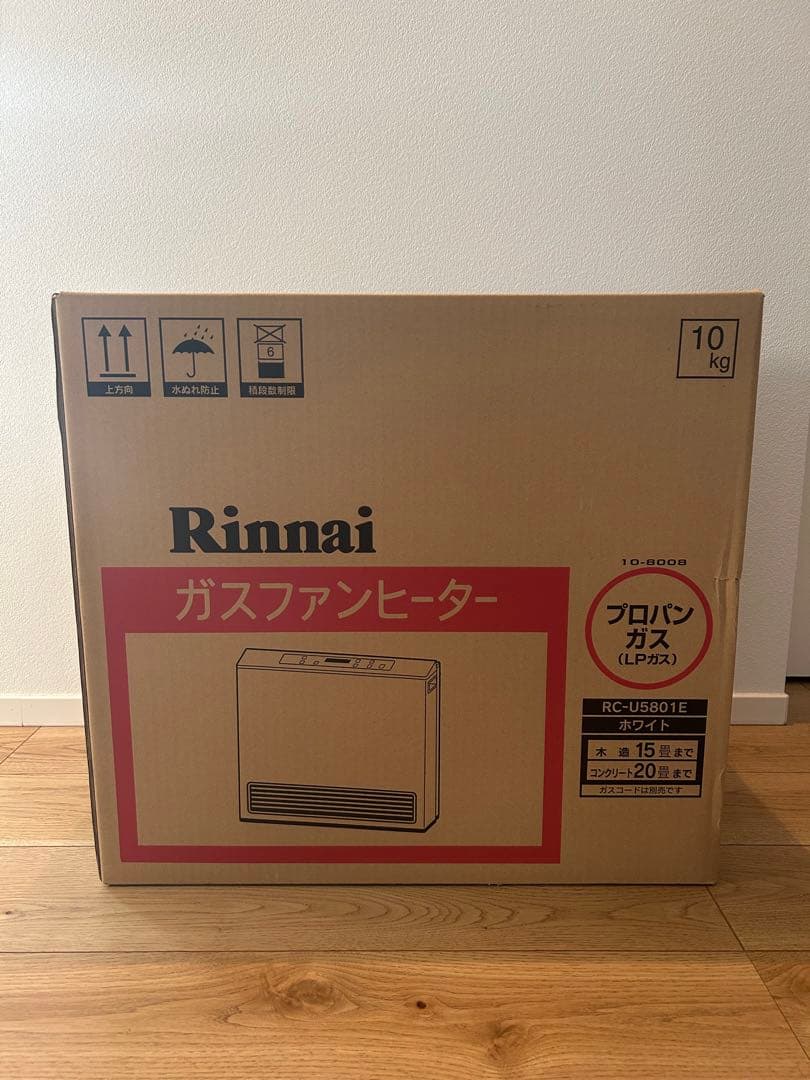 上方向
水ぬれ防止
6
積段数制限
10
kg
Rinnai
ガスファンヒーター
10-8008
プロパン
ガス
(LPガス)
RC-U5801E
ホワイト
木造15畳まで
コンクリート20畳まで
ガスコードは別売です